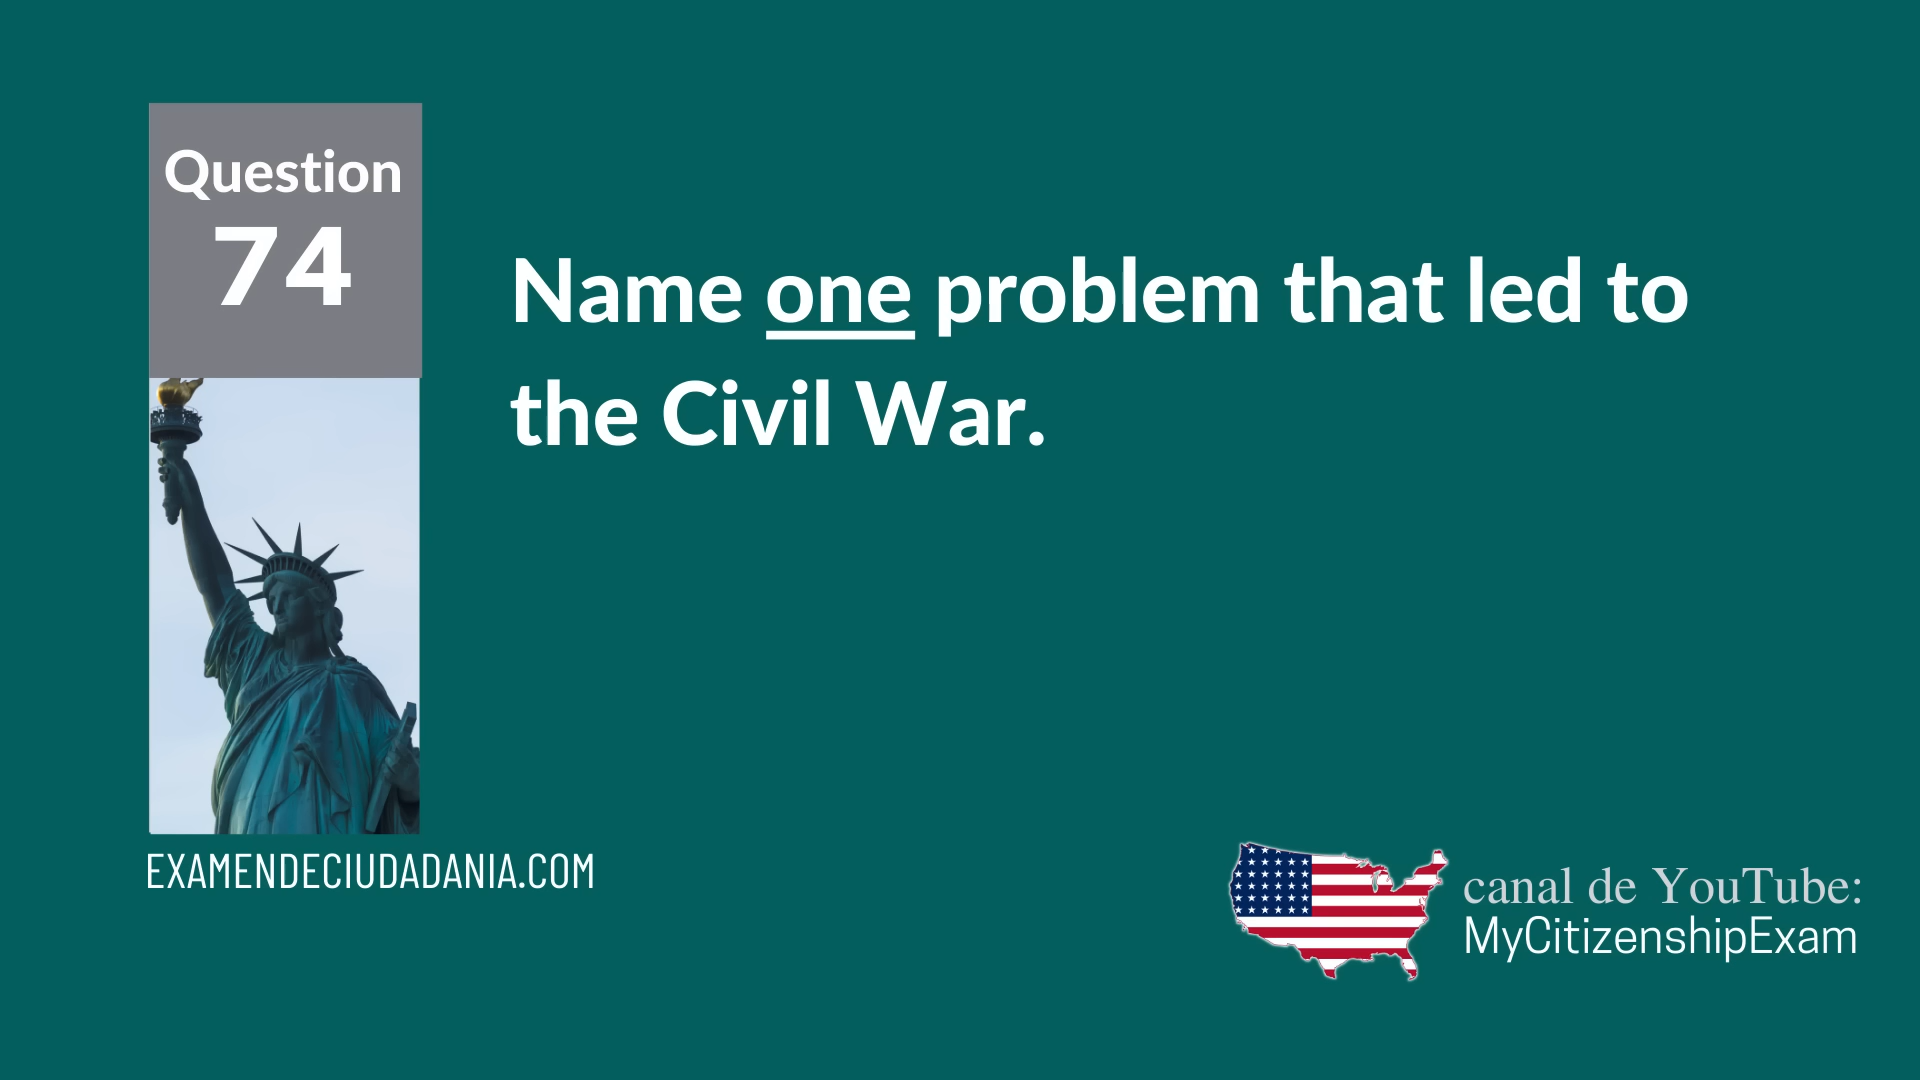 Question
74
Name one problem that led to
the Civil War.
EXAMENDECIUDADANIA.COM
canal de YouTube:
MyCitizenshipExam